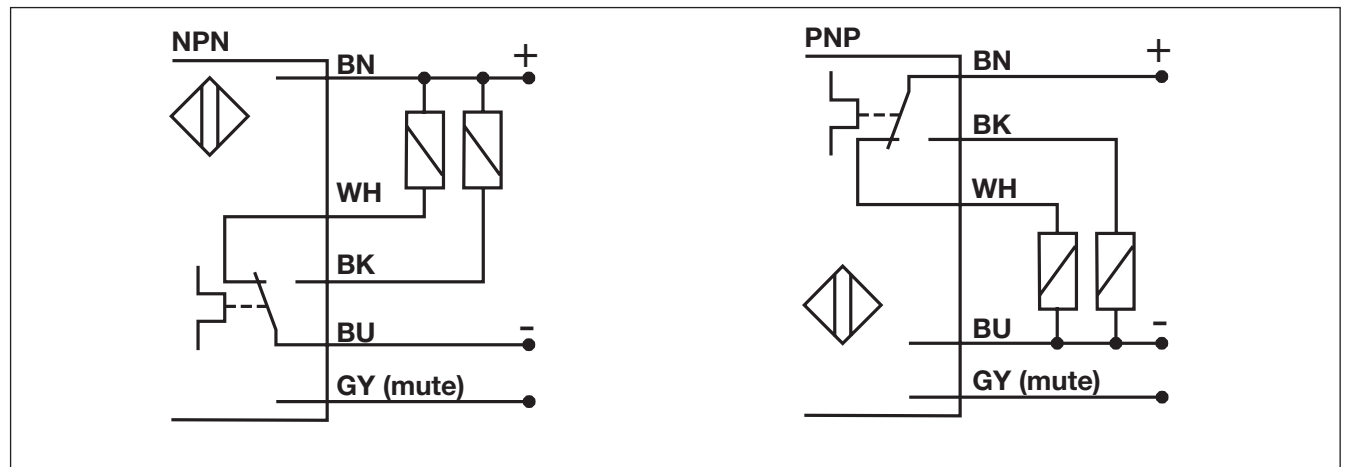 NPN
BN
+
WH
BK
BU
-
GY (mute)
PNP
BN
+
BK
WH
BU
-
GY (mute)